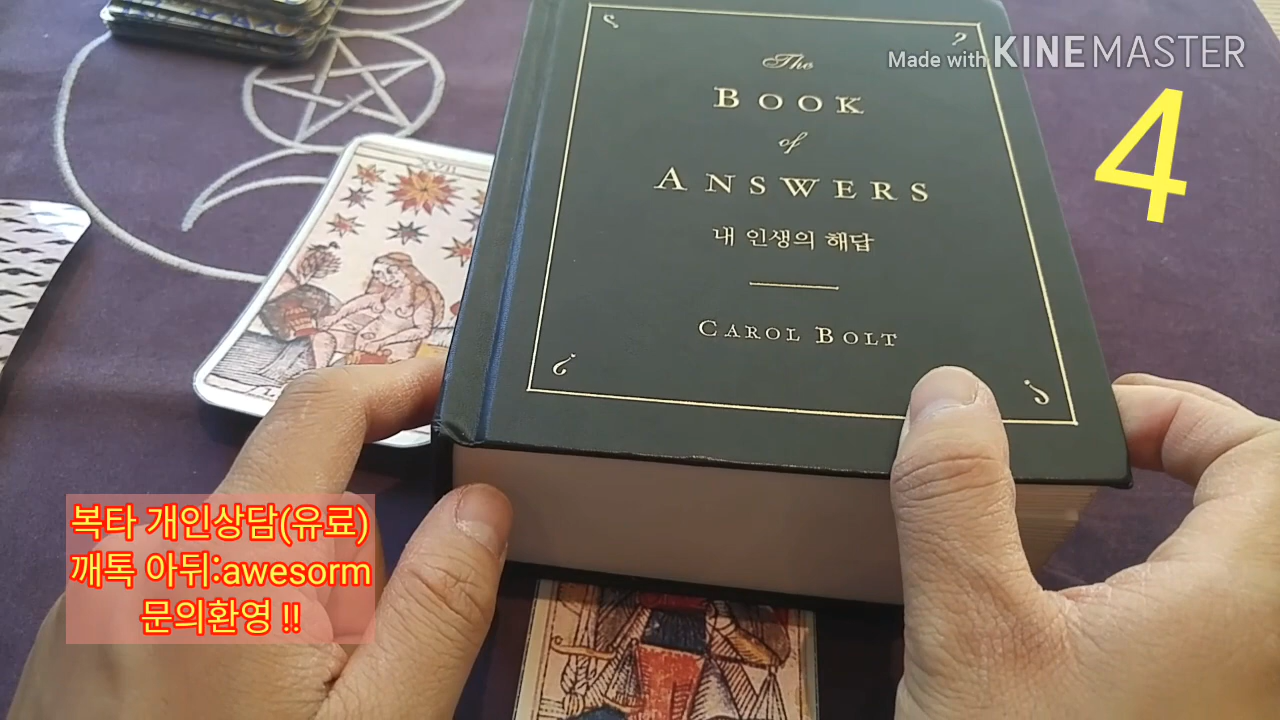 Made with KINEMASTER
4
The
BOOK
of
ANSWERS
내 인생의 해답
CAROL BOLT
XVII
복타 개인상담(유료)
깨톡 아뒤:awesorm
문의환영 !!